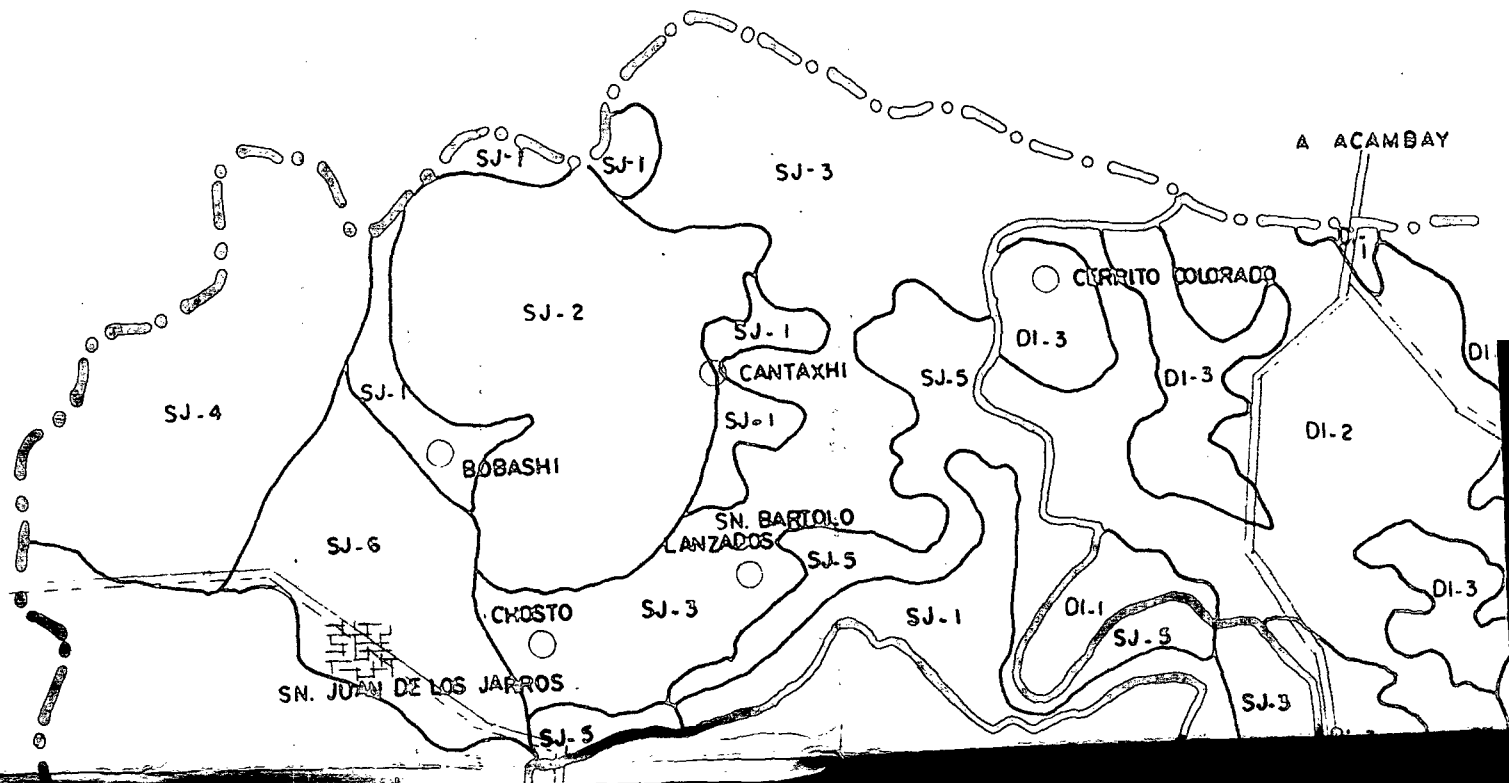 A ACAMBAY
SJ-1
SJ-1
SJ-3
CERRITO COLORADO
SJ-2
SJ-1
DI-3
DI-
CANTAXHI
SJ-5
DI-3
SJ-1
SJ-4
SJ-1
DI-2
BOBASHI
SN. BARTOLO
LANZADOS
SJ-6
SJ-5
DI-3
CHOSTO
SJ-3
SJ-1
DI-1
SJ-5
SN. JUAN DE LOS JARROS
SJ-3
SJ-5